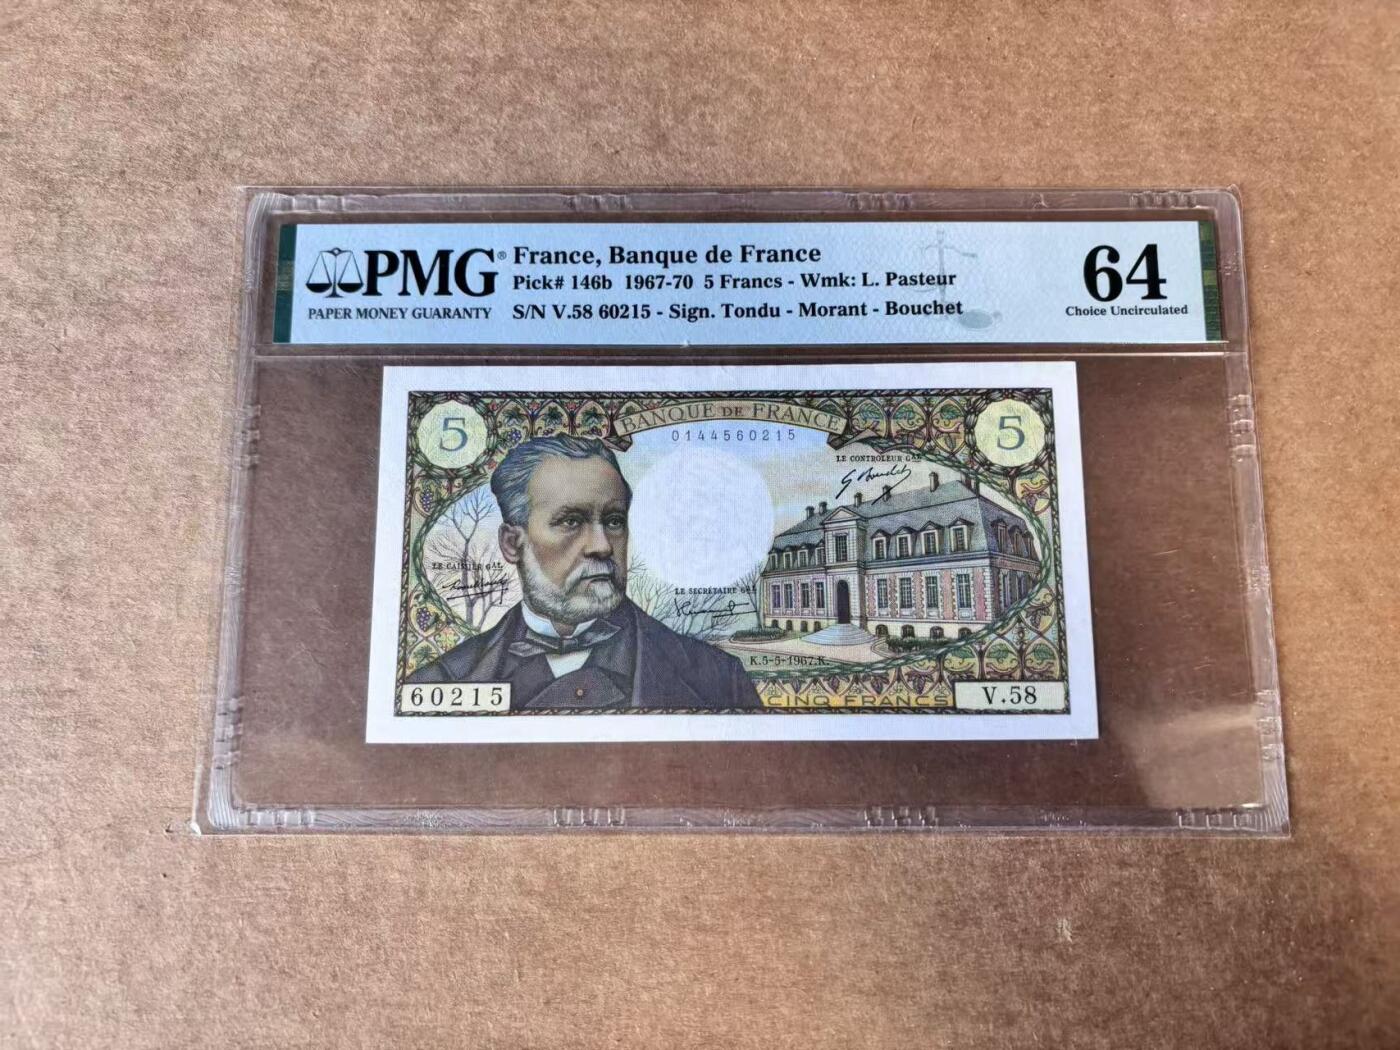 PMG®
PAPER MONEY GUARANTY
France, Banque de France
Pick# 146b 1967-70 5 Francs - Wmk: L. Pasteur
S/N V.58 60215 - Sign. Tondu - Morant - Bouchet
64
Choice Uncirculated
5
BANQUE DE FRANCE
5
0144560215
LE CONTROLEUR GAL
LE CAISSIER GAL
LE SECRÉTAIRE GAL
K.5-5-1967.K.
60215
CINQ FRANCS
V.58